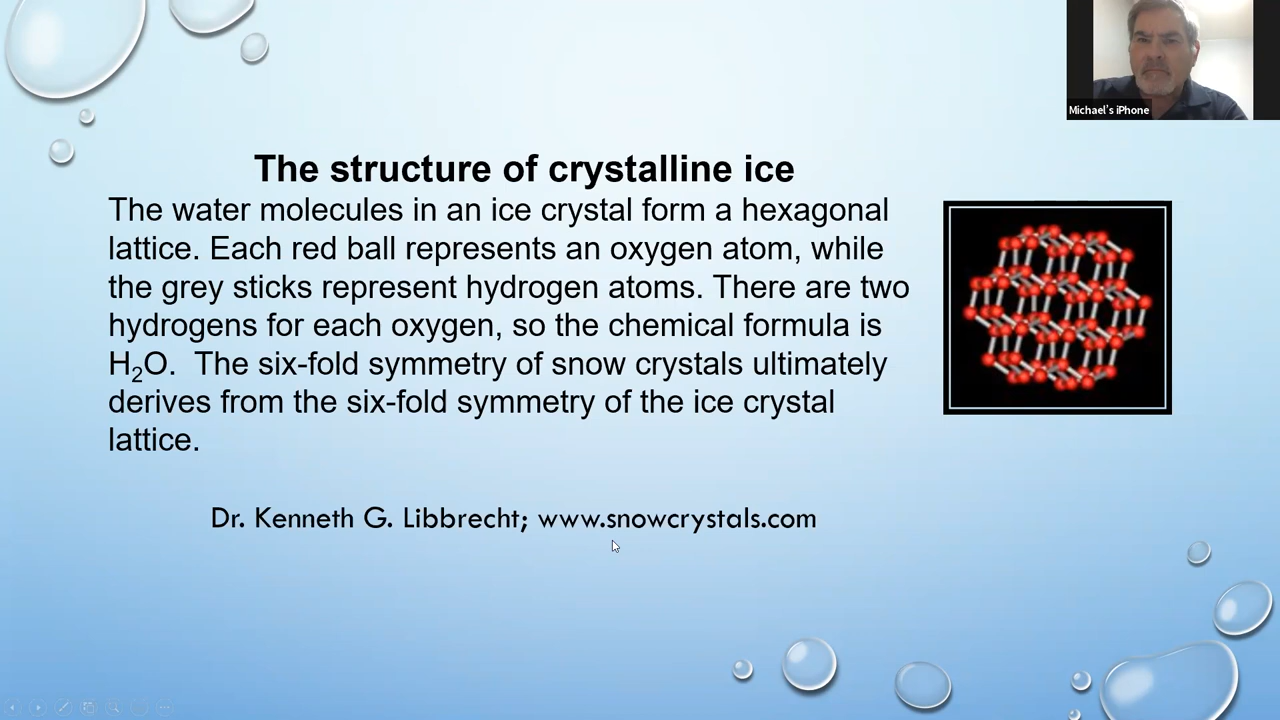 Michael's iPhone
The structure of crystalline ice
The water molecules in an ice crystal form a hexagonal
lattice. Each red ball represents an oxygen atom, while
the grey sticks represent hydrogen atoms. There are two
hydrogens for each oxygen, so the chemical formula is
H₂O.  The six-fold symmetry of snow crystals ultimately
derives from the six-fold symmetry of the ice crystal
lattice.
Dr. Kenneth G. Libbrecht; www.snowcrystals.com